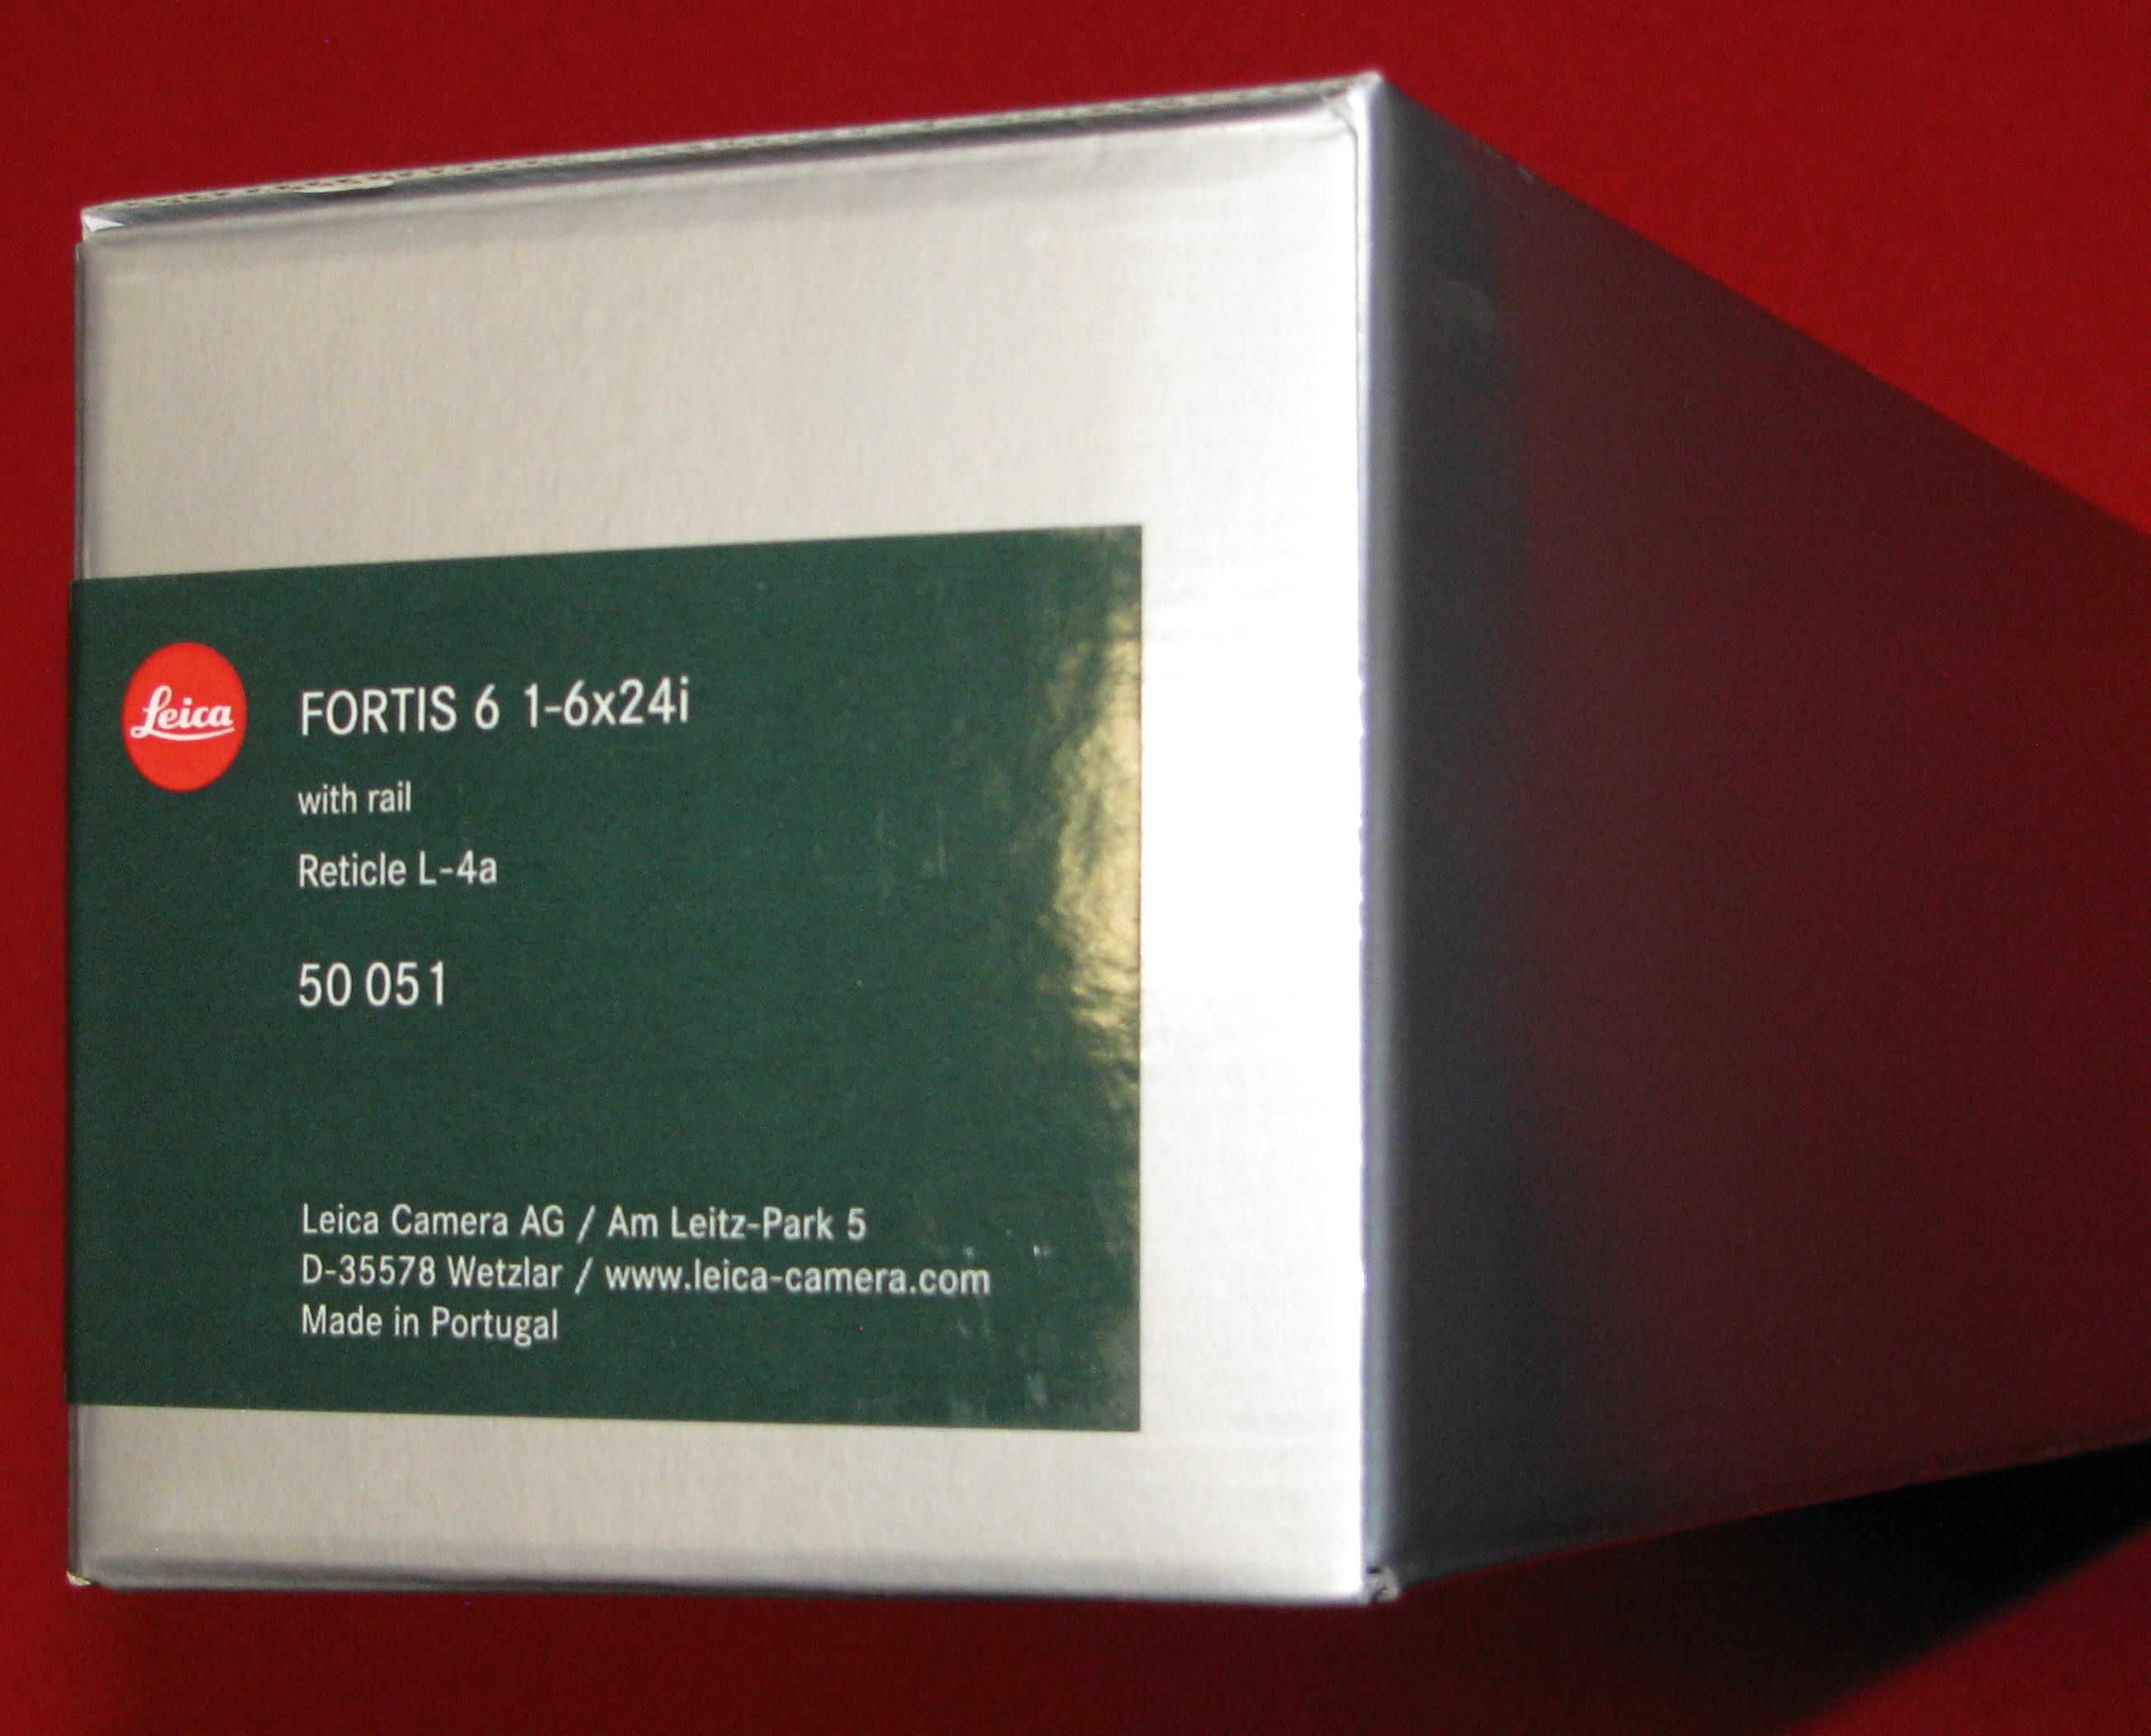 Leica
FORTIS 6 1-6x24i
with rail
Reticle L-4a
50 051
Leica Camera AG / Am Leitz-Park 5
D-35578 Wetzlar / www.leica-camera.com
Made in Portugal